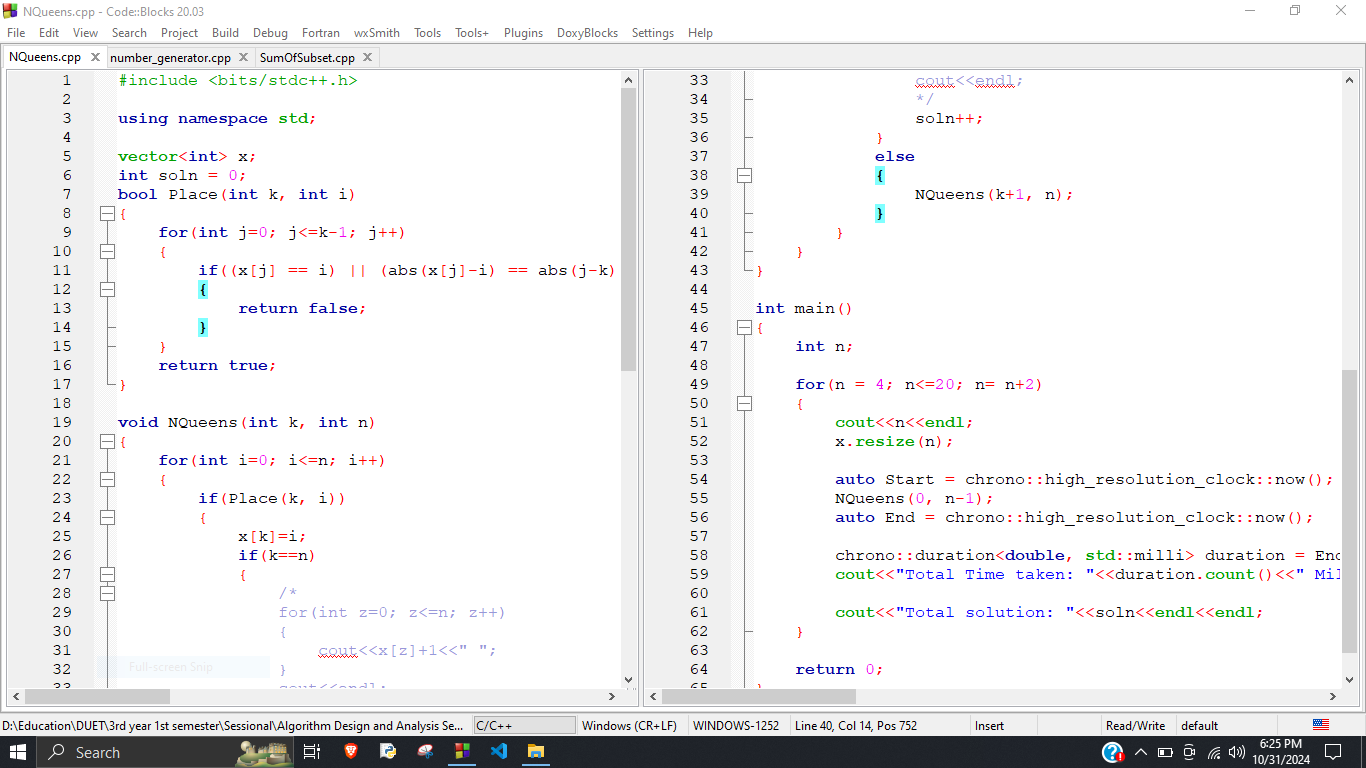 NQueens.cpp - Code::Blocks 20.03
File Edit View Search Project Build Debug Fortran wxSmith Tools Tools+ Plugins DoxyBlocks Settings Help
NQueens.cpp number_generator.cpp SumOfSubset.cpp
1 #include <bits/stdc++.h>
2
3 using namespace std;
4
5 vector<int> x;
6 int soln = 0;
7 bool Place(int k, int i)
8 {
9 for(int j=0; j<=k-1; j++)
10 {
11 if((x[j] == i) || (abs(x[j]-i) == abs(j-k)
12 {
13 return false;
14 }
15 }
16 return true;
17 }
18
19 void NQueens(int k, int n)
20 {
21 for(int i=0; i<=n; i++)
22 {
23 if(Place(k, i))
24 {
25 x[k]=i;
26 if(k==n)
27 {
28 /*
29 for(int z=0; z<=n; z++)
30 {
31 cout<<x[z]+1<<" ";
32 }
Full-screen Snip
33 cout<<endl;
33 cout<<endl;
34 */
35 soln++;
36 }
37 else
38 {
39 NQueens(k+1, n);
40 }
41 }
42 }
43 }
44
45 int main()
46 {
47 int n;
48
49 for(n = 4; n<=20; n= n+2)
50 {
51 cout<<n<<endl;
52 x.resize(n);
53
54 auto Start = chrono::high_resolution_clock::now();
55 NQueens(0, n-1);
56 auto End = chrono::high_resolution_clock::now();
57
58 chrono::duration<double, std::milli> duration = End
59 cout<<"Total Time taken: "<<duration.count()<<" Mil
60
61 cout<<"Total solution: "<<soln<<endl<<endl;
62 }
63
64 return 0;
65 }
D:\Education\DUET\3rd year 1st semester\Sessional\Algorithm Design and Analysis Se... C/C++ Windows (CR+LF) WINDOWS-1252 Line 40, Col 14, Pos 752 Insert Read/Write default
Search
6:25 PM
10/31/2024